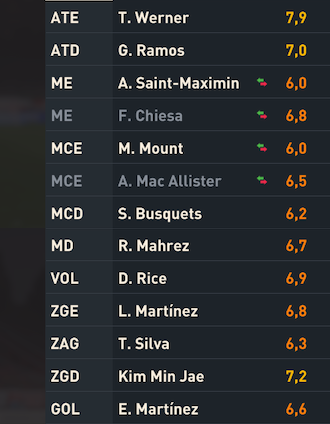 ATE T. Werner 7,9
ATD G. Ramos 7,0
ME A. Saint-Maximin 6,0
ME F. Chiesa 6,8
MCE M. Mount 6,0
MCE A. Mac Allister 6,5
MCD S. Busquets 6,2
MD R. Mahrez 6,7
VOL D. Rice 6,9
ZGE L. Martínez 6,8
ZAG T. Silva 6,3
ZGD Kim Min Jae 7,2
GOL E. Martínez 6,6